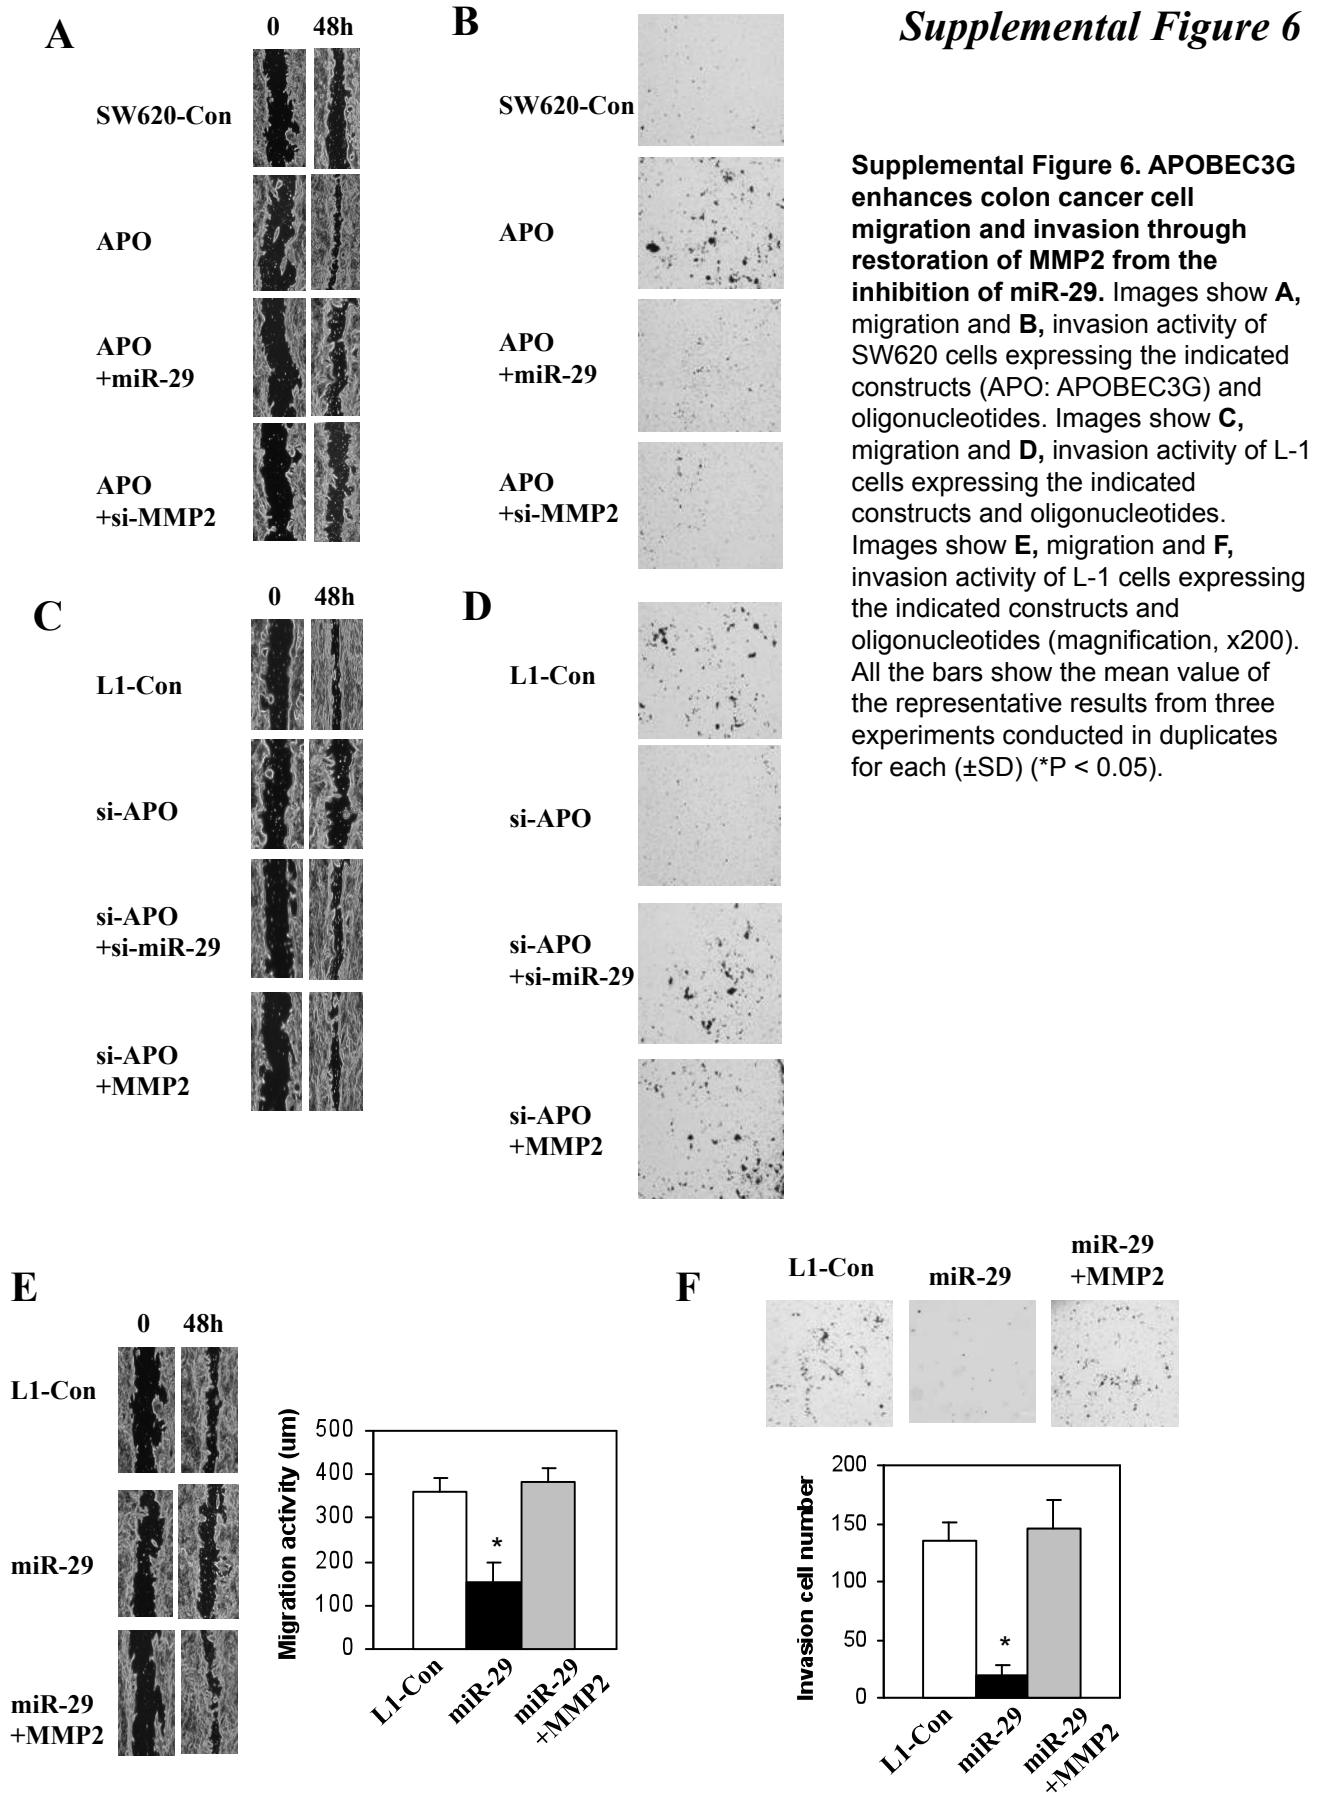 Supplemental Figure 6
A
0 48h
SW620-Con
APO
APO
+miR-29
APO
+si-MMP2
B
SW620-Con
APO
APO
+miR-29
APO
+si-MMP2
Supplemental Figure 6. APOBEC3G
enhances colon cancer cell
migration and invasion through
restoration of MMP2 from the
inhibition of miR-29. Images show A,
migration and B, invasion activity of
SW620 cells expressing the indicated
constructs (APO: APOBEC3G) and
oligonucleotides. Images show C,
migration and D, invasion activity of L-1
cells expressing the indicated
constructs and oligonucleotides.
Images show E, migration and F,
invasion activity of L-1 cells expressing
the indicated constructs and
oligonucleotides (magnification, x200).
All the bars show the mean value of
the representative results from three
experiments conducted in duplicates
for each (±SD) (*P < 0.05).
C
0 48h
L1-Con
si-APO
si-APO
+si-miR-29
si-APO
+MMP2
D
L1-Con
si-APO
si-APO
+si-miR-29
si-APO
+MMP2
E
0 48h
L1-Con
miR-29
miR-29
+MMP2
Migration activity (um)
500
400
300
200
100
0
*
L1-Con
miR-29
miR-29
+MMP2
F
L1-Con
miR-29
miR-29
+MMP2
Invasion cell number
200
150
100
50
0
*
L1-Con
miR-29
miR-29
+MMP2